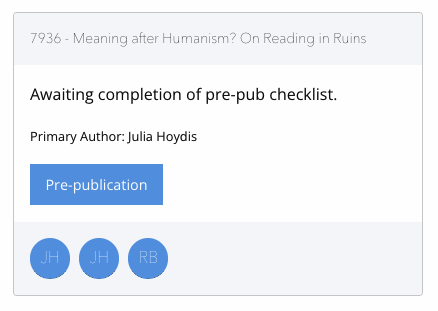 7936 - Meaning after Humanism? On Reading in Ruins
Awaiting completion of pre-pub checklist.
Primary Author: Julia Hoydis
Pre-publication
JH JH RB